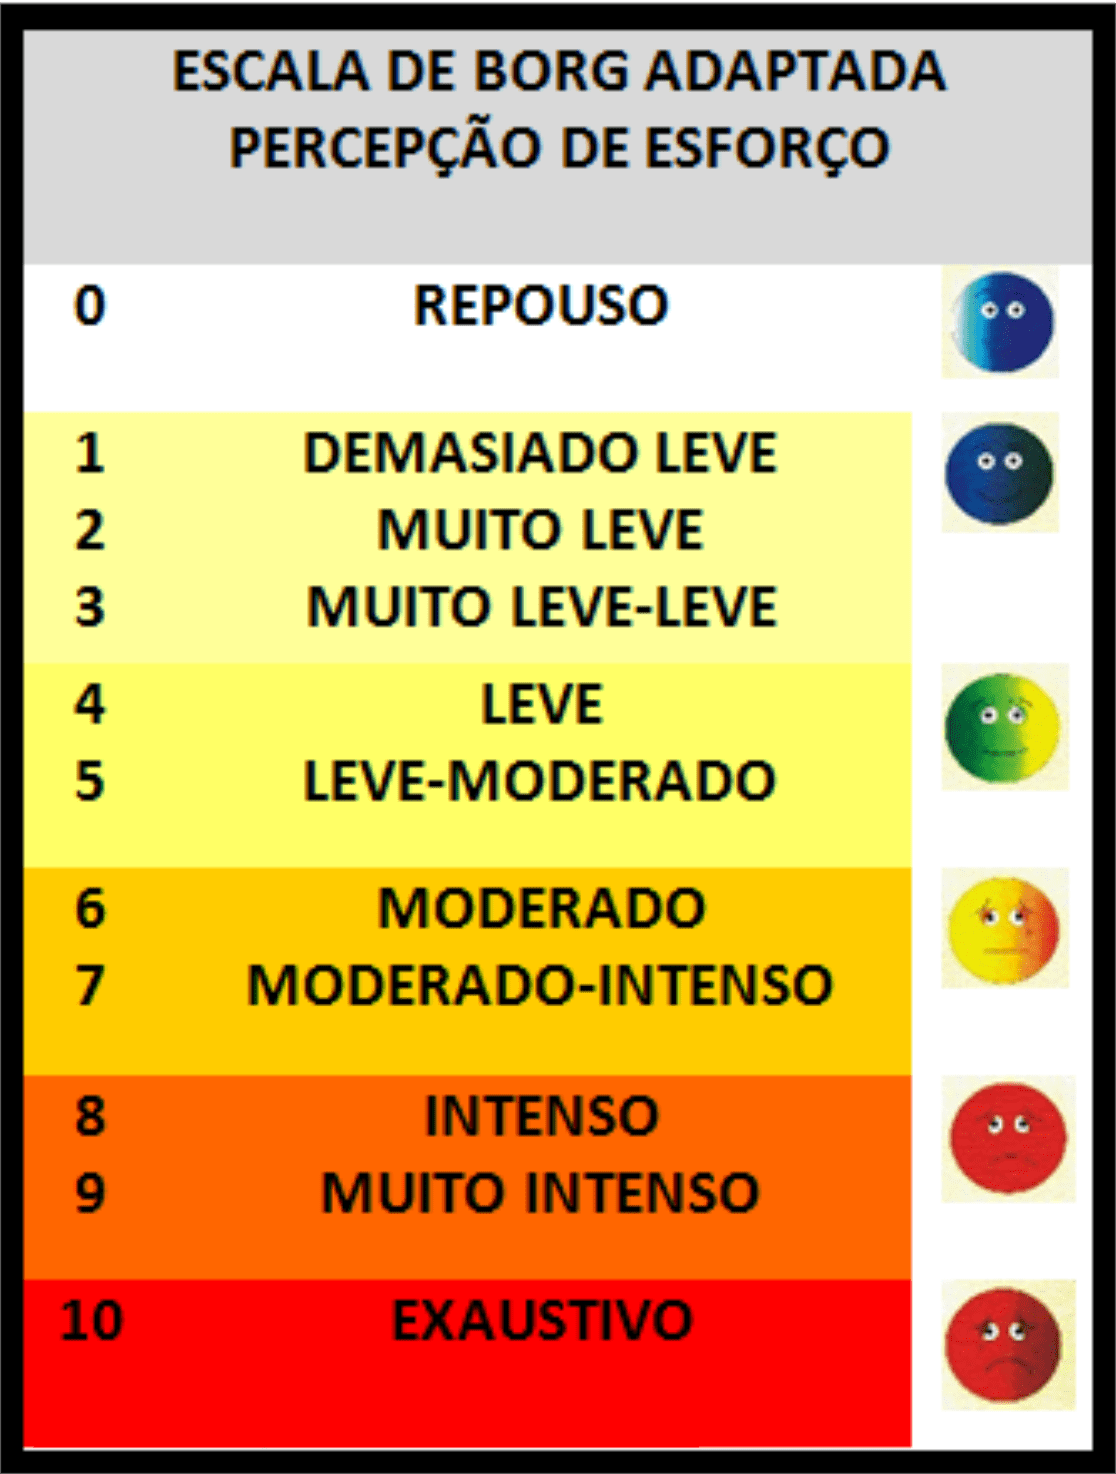 ESCALA DE BORG ADAPTADA
PERCEPÇÃO DE ESFORÇO
0 REPOUSO
1 DEMASIADO LEVE
2 MUITO LEVE
3 MUITO LEVE-LEVE
4 LEVE
5 LEVE-MODERADO
6 MODERADO
7 MODERADO-INTENSO
8 INTENSO
9 MUITO INTENSO
10 EXAUSTIVO